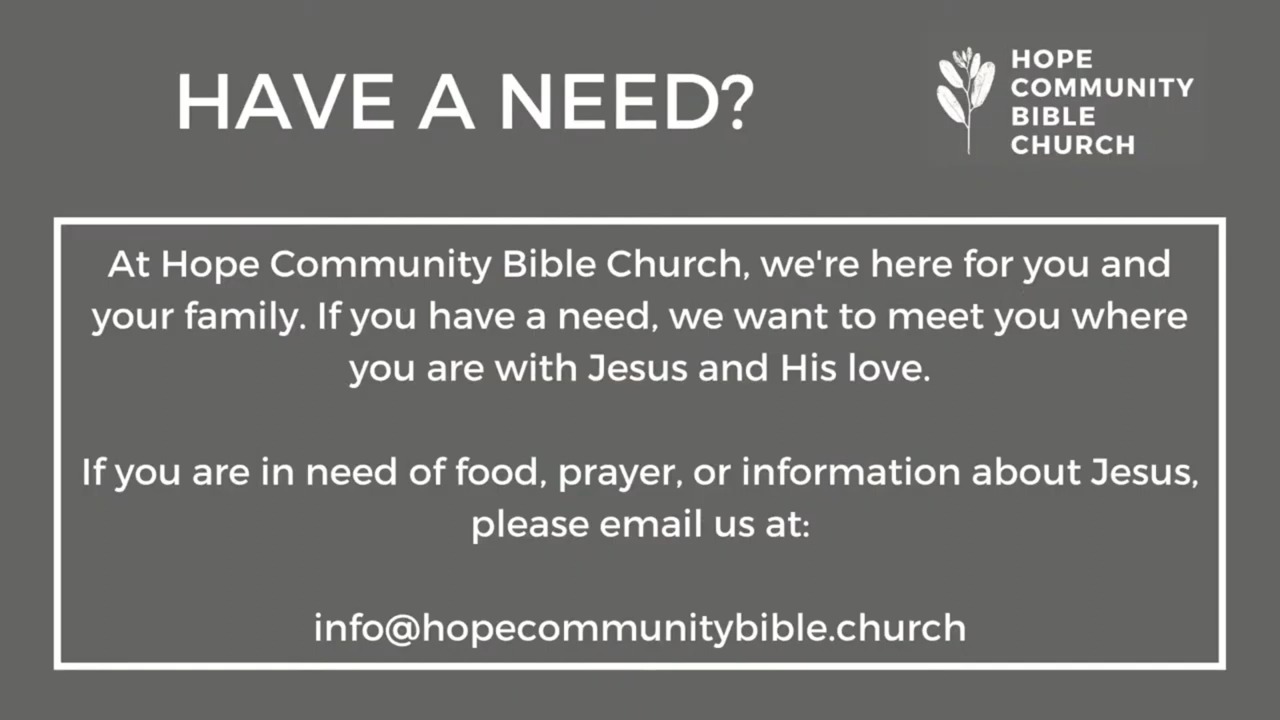 HAVE A NEED?
HOPE
COMMUNITY
BIBLE
CHURCH
At Hope Community Bible Church, we're here for you and
your family. If you have a need, we want to meet you where
you are with Jesus and His love.
If you are in need of food, prayer, or information about Jesus,
please email us at:
info@hopecommunitybible.church